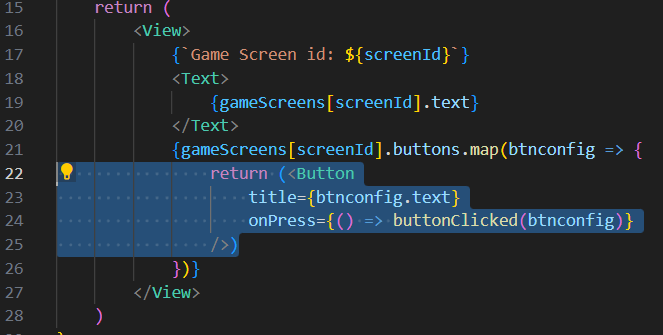 15 return (
16 <View>
17 {`Game Screen id: ${screenId}`}
18 <Text>
19 {gameScreens[screenId].text}
20 </Text>
21 {gameScreens[screenId].buttons.map(btnconfig => {
22 return (<Button
23 title={btnconfig.text}
24 onPress={() => buttonClicked(btnconfig)}
25 />)
26 })}
27 </View>
28 )